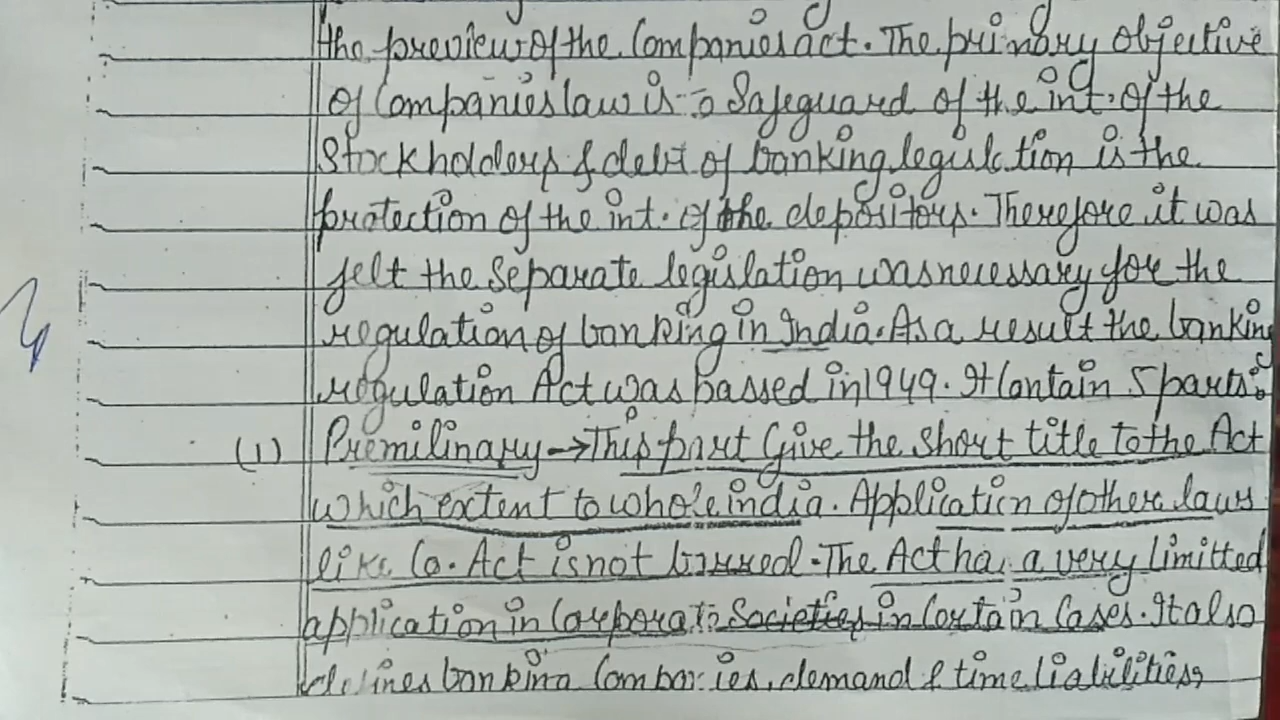 the preview of the Companies act. The primary objective
of Companies law is a Safeguard of the int. of the
Stockholders & debt of banking legislation is the
protection of the int. of the depositors. Therefore it was
felt the Separate legislation was necessary for the
regulation of banking in India. As a result the banking
regulation Act was passed in 1949. It Contain 5 parts:
(1) Premilinary → This part Give the short title to the Act
which extent to whole india. Application of other laws
like Co. Act is not barred. The Act has a very limitted
application in Corporate Societies in Certain Cases. It also
defines banking Companies, demand & time liabilities,